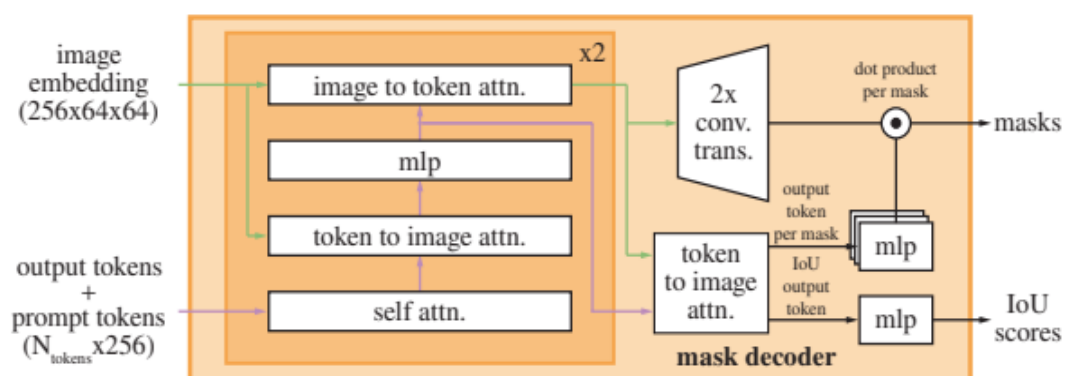 image
embedding
(256x64x64)
output tokens
+
prompt tokens
(N_tokens x256)
x2
image to token attn.
mlp
token to image attn.
self attn.
2x
conv.
trans.
dot product
per mask
masks
output
token
per mask
mlp
token
to image
attn.
IoU
output
token
mlp
IoU
scores
mask decoder